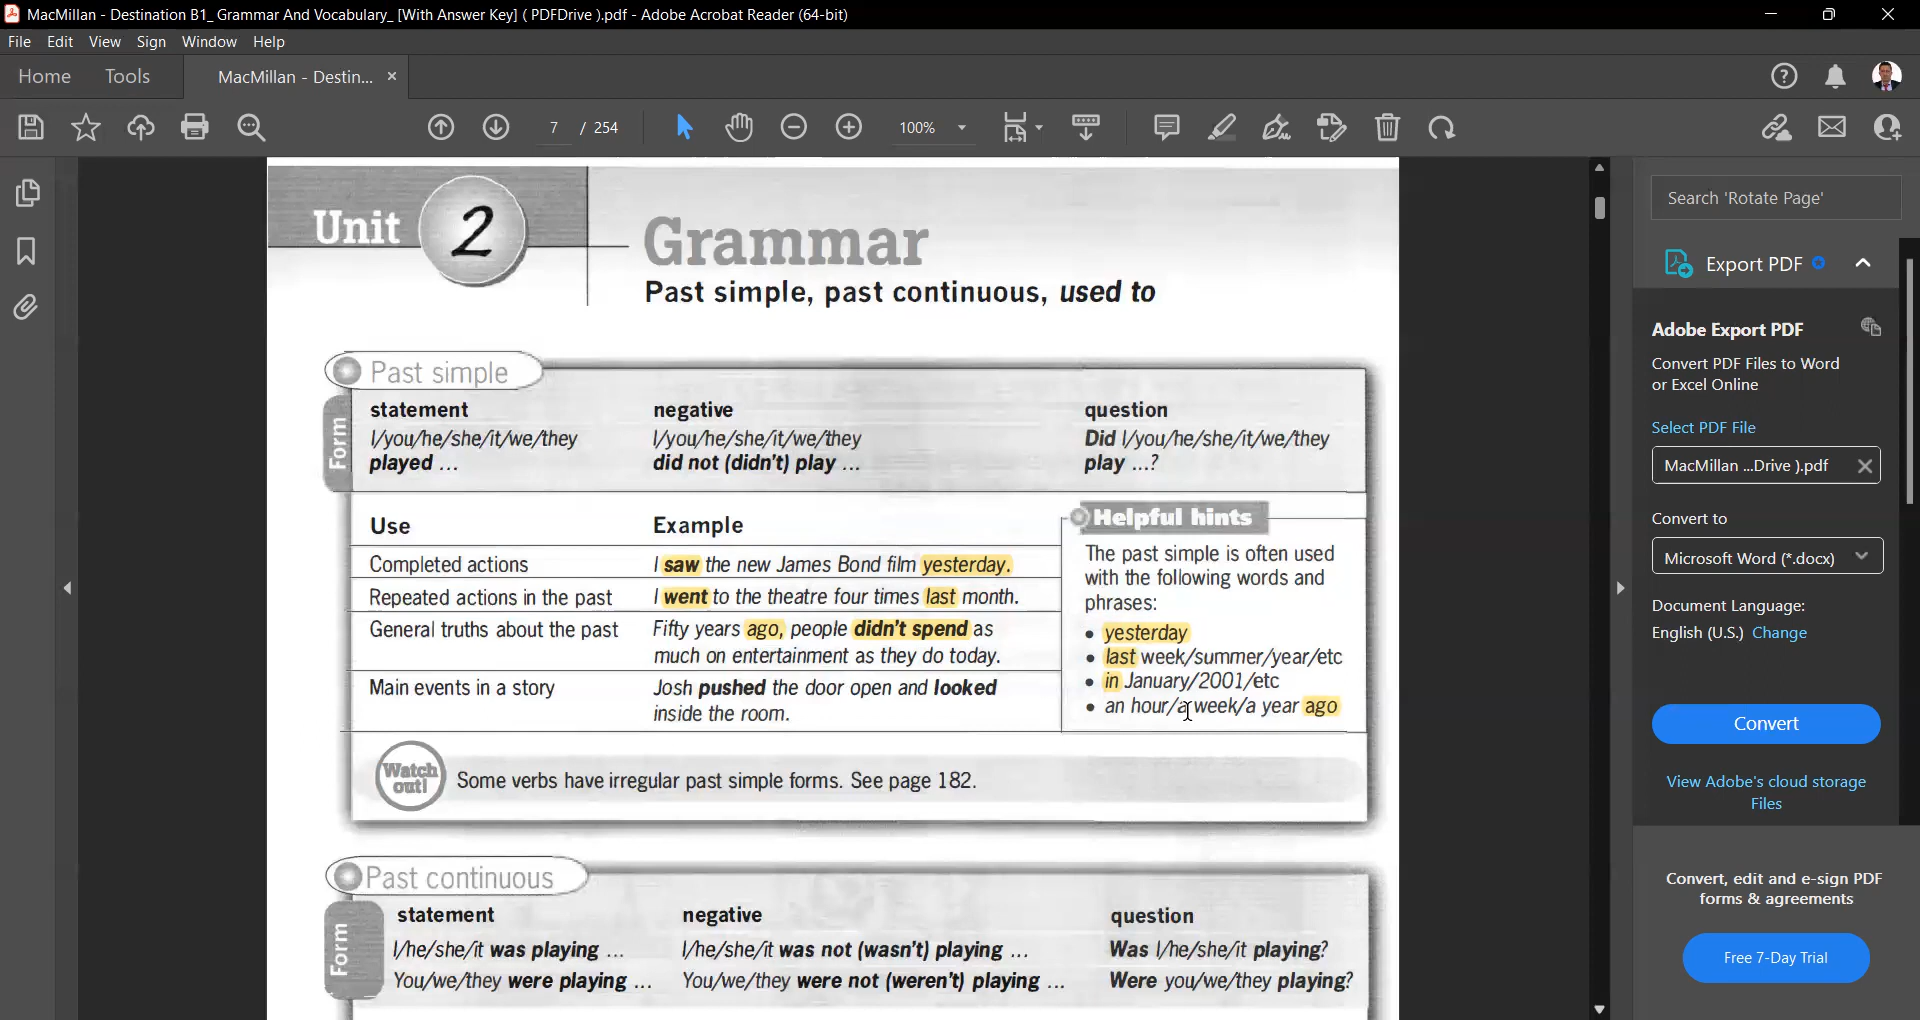 MacMillan - Destination B1_ Grammar And Vocabulary_ [With Answer Key] ( PDFDrive ).pdf - Adobe Acrobat Reader (64-bit)
File Edit View Sign Window Help
Home Tools MacMillan - Destin... ×
7 / 254 100%
Unit 2
Grammar
Past simple, past continuous, used to
Past simple
Form
statement negative question
I/you/he/she/it/we/they I/you/he/she/it/we/they Did I/you/he/she/it/we/they
played ... did not (didn't) play ... play ...?
Use Example
Completed actions I saw the new James Bond film yesterday.
Repeated actions in the past I went to the theatre four times last month.
General truths about the past Fifty years ago, people didn't spend as
much on entertainment as they do today.
Main events in a story Josh pushed the door open and looked
inside the room.
Helpful hints
The past simple is often used
with the following words and
phrases:
• yesterday
• last week/summer/year/etc
• in January/2001/etc
• an hour/a week/a year ago
Watch
out!
Some verbs have irregular past simple forms. See page 182.
Past continuous
Form
statement negative question
I/he/she/it was playing ... I/he/she/it was not (wasn't) playing ... Was I/he/she/it playing?
You/we/they were playing ... You/we/they were not (weren't) playing ... Were you/we/they playing?
Search 'Rotate Page'
Export PDF
Adobe Export PDF
Convert PDF Files to Word
or Excel Online
Select PDF File
MacMillan ...Drive ).pdf
Convert to
Microsoft Word (*.docx)
Document Language:
English (U.S.) Change
Convert
View Adobe's cloud storage
Files
Convert, edit and e-sign PDF
forms & agreements
Free 7-Day Trial